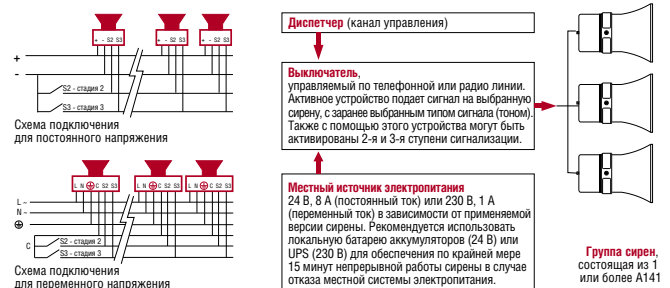 + - S2 S3
+ - S2 S3
+ - S2 S3
+
-
S2 - стадия 2
S3 - стадия 3
Схема подключения
для постоянного напряжения
L N C S2 S3
L N C S2 S3
L N C S2 S3
L ~
N ~
C
S2 - стадия 2
S3 - стадия 3
Схема подключения
для переменного напряжения
Диспетчер (канал управления)
Выключатель,
управляемый по телефонной или радио линии.
Активное устройство подает сигнал на выбранную
сирену, с заранее выбранным типом сигнала (тоном).
Также с помощью этого устройства могут быть
активированы 2-я и 3-я ступени сигнализации.
Местный источник электропитания
24 В, 8 А (постоянный ток) или 230 В, 1 А
(переменный ток) в зависимости от применяемой
версии сирены. Рекомендуется использовать
локальную батарею аккумуляторов (24 В) или
UPS (230 В) для обеспечения по крайней мере
15 минут непрерывной работы сирены в случае
отказа местной системы электропитания.
Группа сирен,
состоящая из 1
или более А141